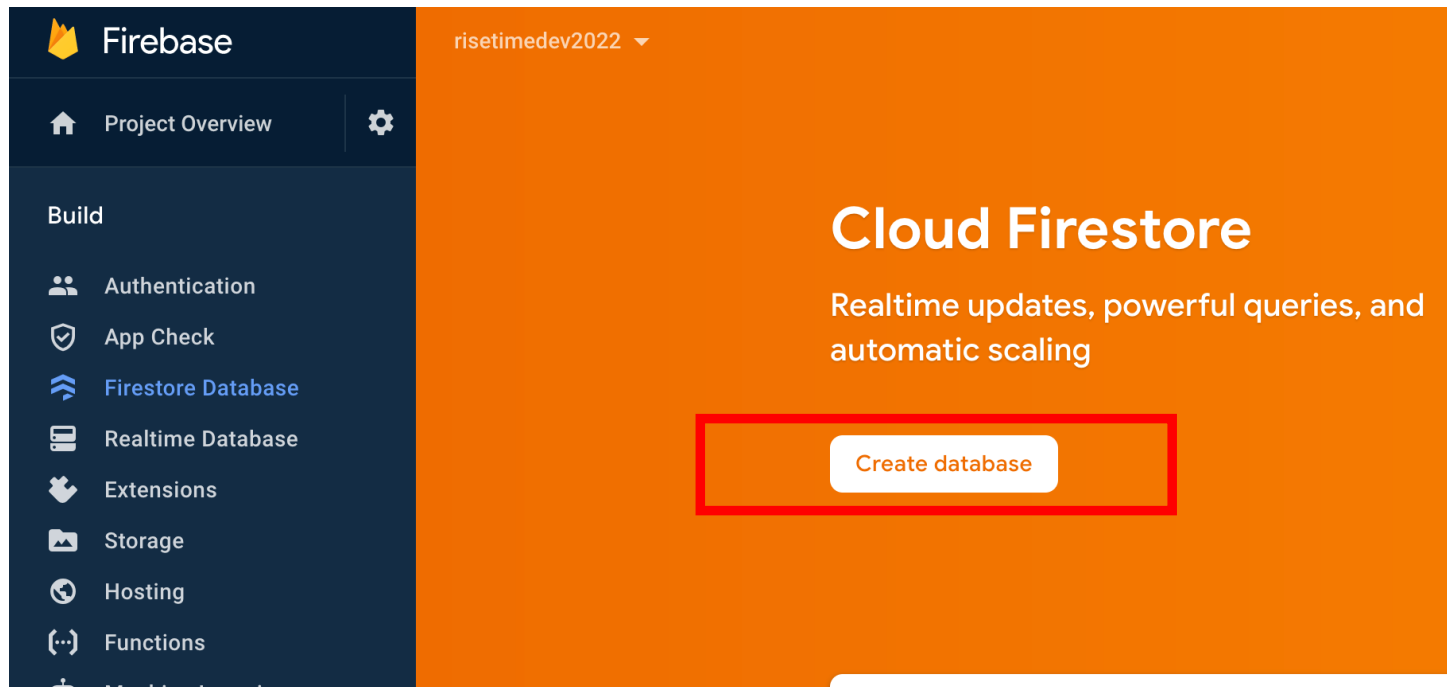 Firebase
risetimedev2022
Project Overview
Build
Authentication
App Check
Firestore Database
Realtime Database
Extensions
Storage
Hosting
Functions
Cloud Firestore
Realtime updates, powerful queries, and
automatic scaling
Create database